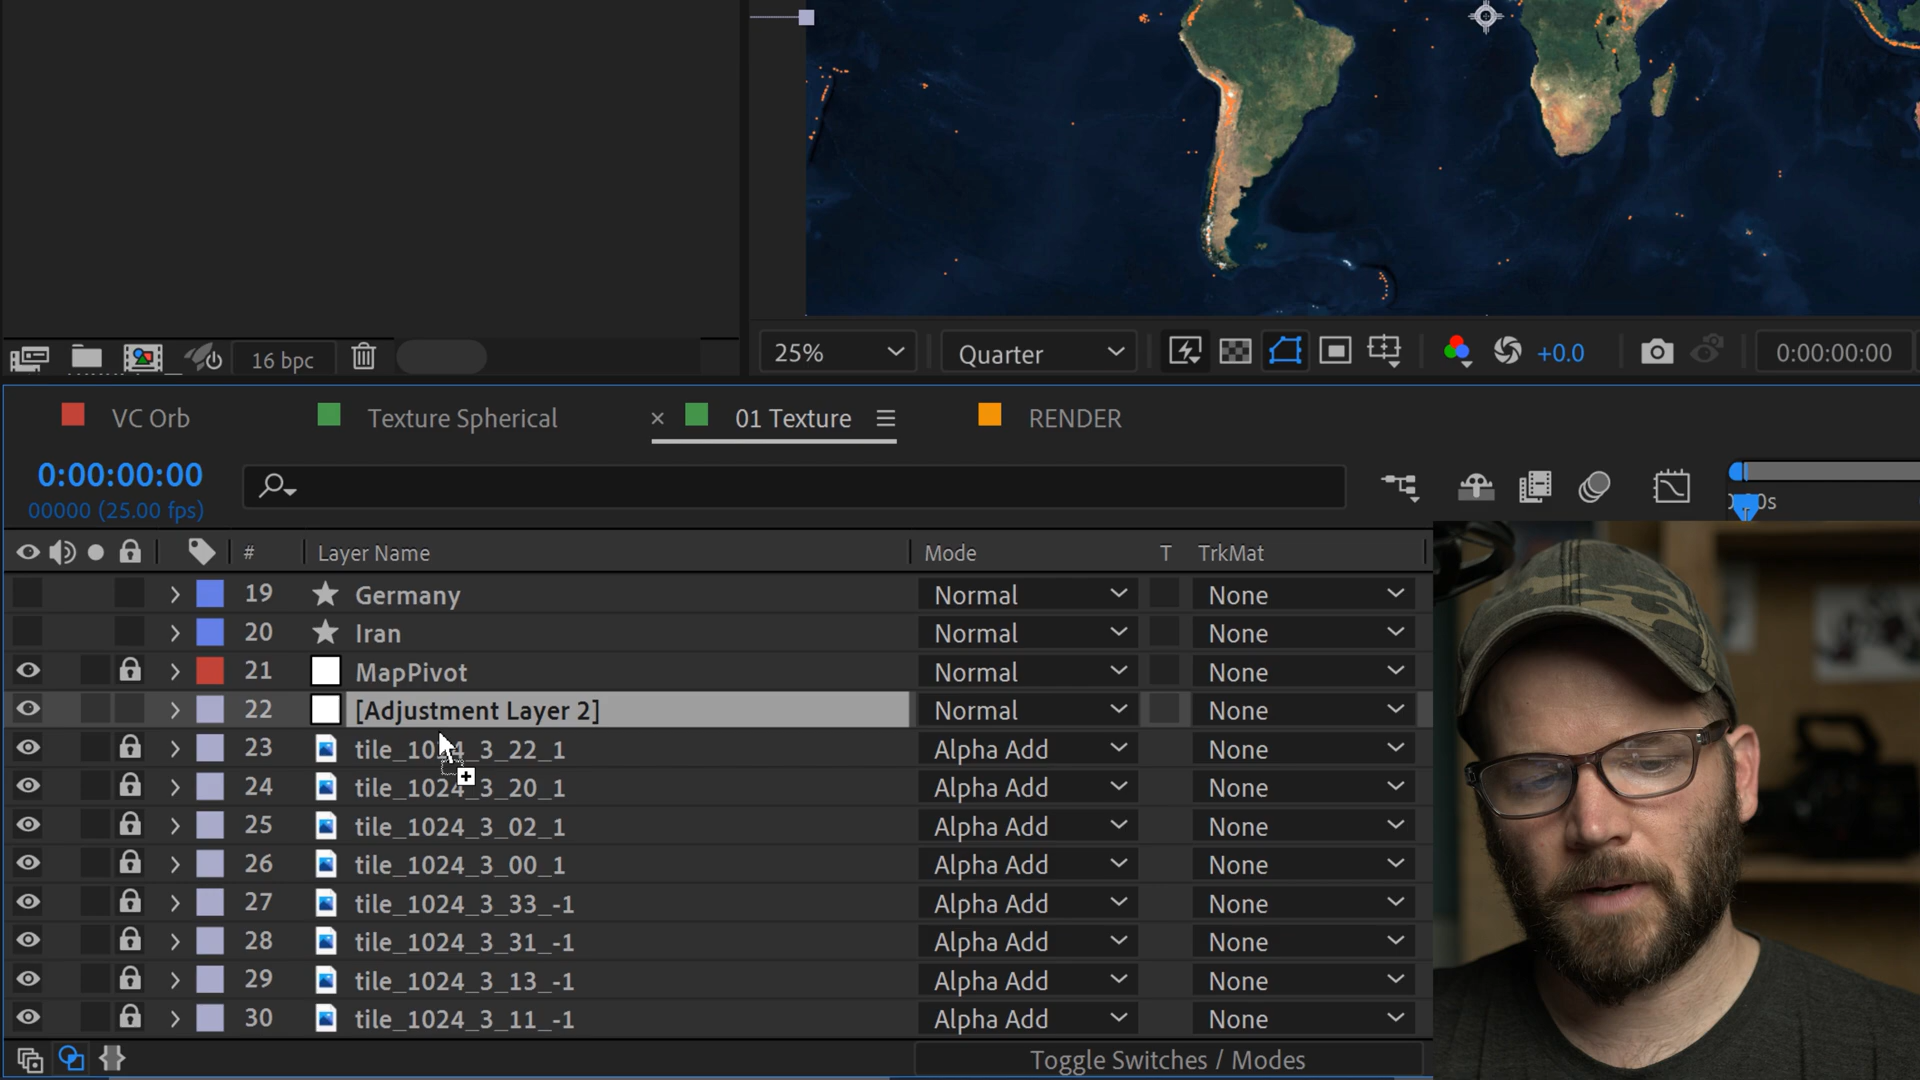 16 bpc
25%
Quarter
+0.0
0:00:00:00
VC Orb
Texture Spherical
01 Texture
RENDER
0:00:00:00
00000 (25.00 fps)
# Layer Name Mode T TrkMat
19 Germany Normal None
20 Iran Normal None
21 MapPivot Normal None
22 [Adjustment Layer 2] Normal None
23 tile_1024_3_22_1 Alpha Add None
24 tile_1024_3_20_1 Alpha Add None
25 tile_1024_3_02_1 Alpha Add None
26 tile_1024_3_00_1 Alpha Add None
27 tile_1024_3_33_-1 Alpha Add None
28 tile_1024_3_31_-1 Alpha Add None
29 tile_1024_3_13_-1 Alpha Add None
30 tile_1024_3_11_-1 Alpha Add None
Toggle Switches / Modes